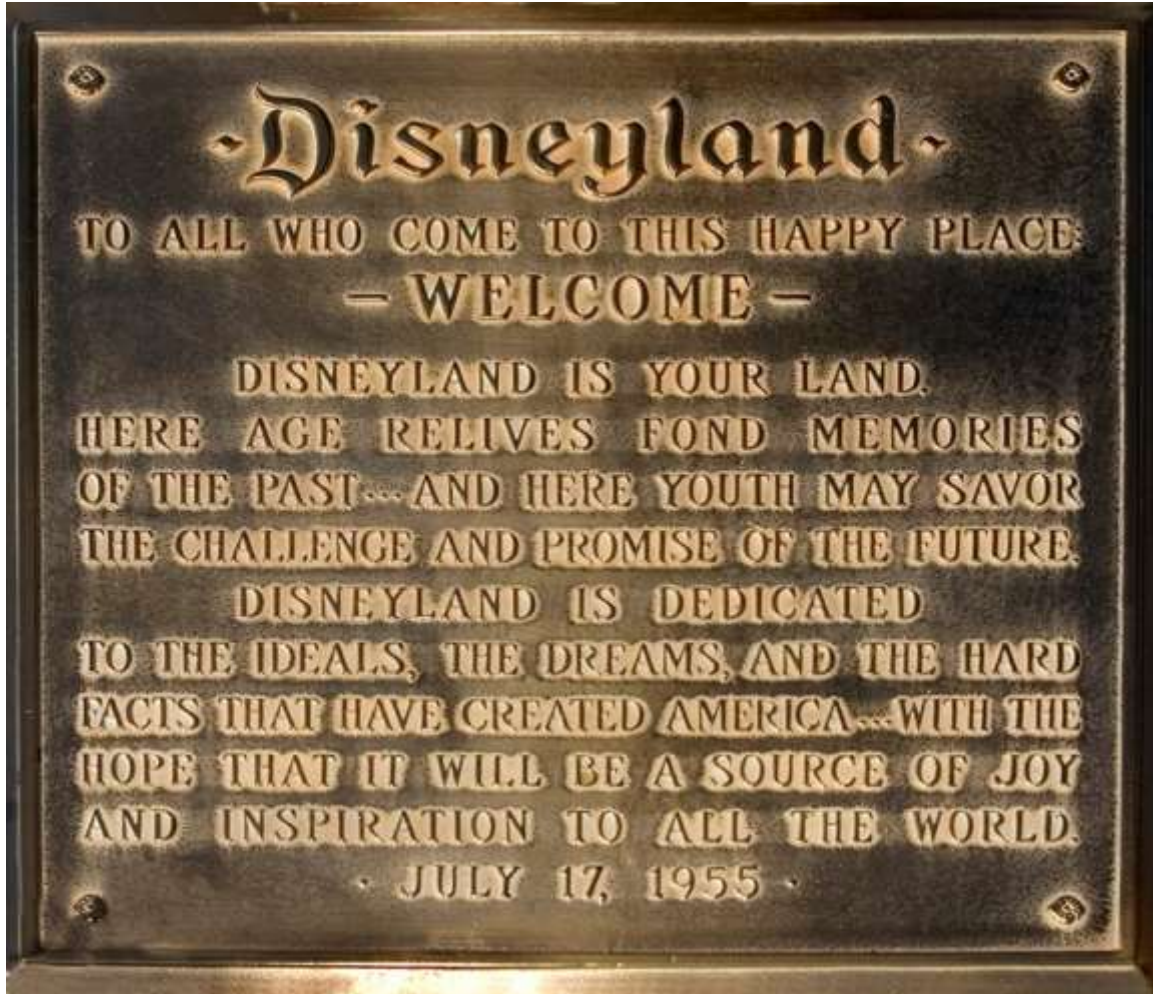 ·Disneyland·
TO ALL WHO COME TO THIS HAPPY PLACE:
– WELCOME –
DISNEYLAND IS YOUR LAND.
HERE AGE RELIVES FOND MEMORIES
OF THE PAST...AND HERE YOUTH MAY SAVOR
THE CHALLENGE AND PROMISE OF THE FUTURE.
DISNEYLAND IS DEDICATED
TO THE IDEALS, THE DREAMS, AND THE HARD
FACTS THAT HAVE CREATED AMERICA...WITH THE
HOPE THAT IT WILL BE A SOURCE OF JOY
AND INSPIRATION TO ALL THE WORLD.
· JULY 17, 1955 ·